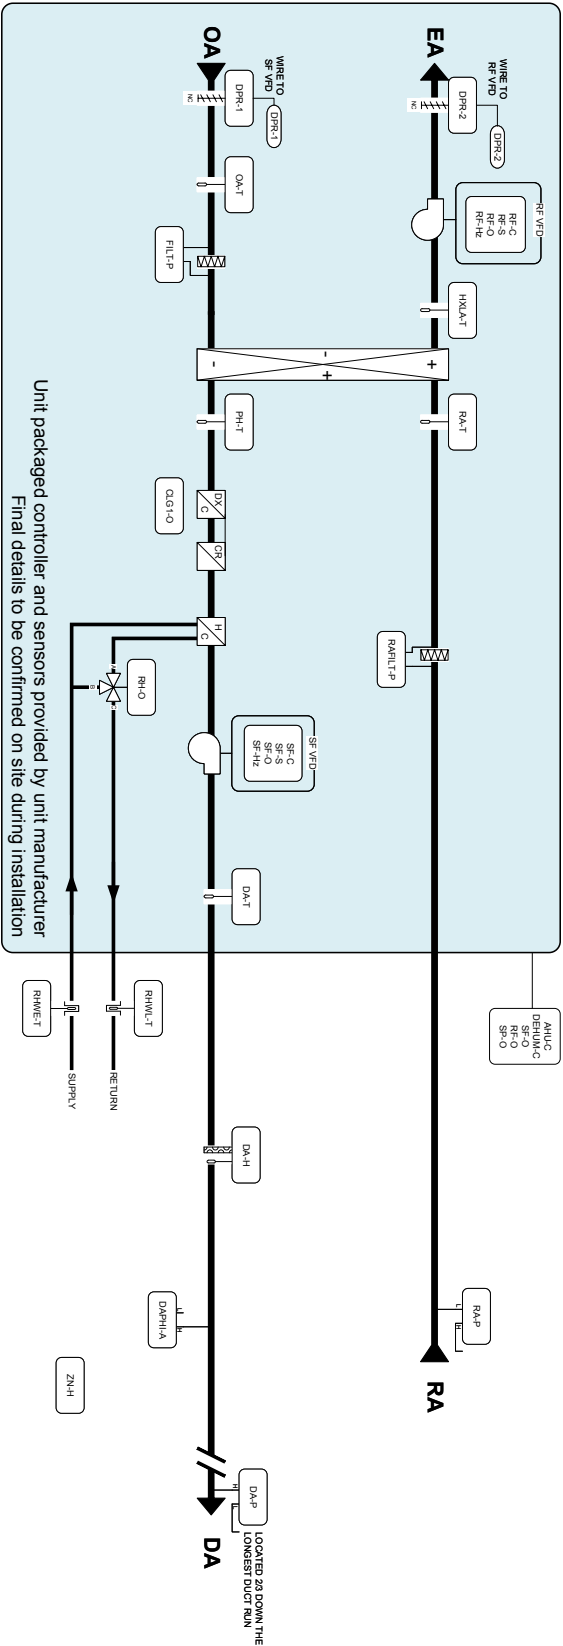 EA
WIRE TO
RF VFD
DPR-2
DPR-2
NC
RF VFD
RF-C
RF-S
RF-O
RF-Hz
HXLA-T
+
-
+
-
RA-T
RAFILT-P
RA-P
L
H
RA
AHU-C
DEHUM-C
SF-O
RF-O
SP-O
OA
WIRE TO
SF VFD
DPR-1
DPR-1
NC
OA-T
FILT-P
PH-T
DX
C
CLG1-O
CR
H
C
RH-O
A
B
SF VFD
SF-C
SF-S
SF-O
SF-Hz
DA-T
DA-H
DAPHI-A
L
H
ZN-H
DA-P
H
L
LOCATED 2/3 DOWN THE
LONGEST DUCT RUN
DA
RHWL-T
RETURN
RHWE-T
SUPPLY
Unit packaged controller and sensors provided by unit manufacturer
Final details to be confirmed on site during installation